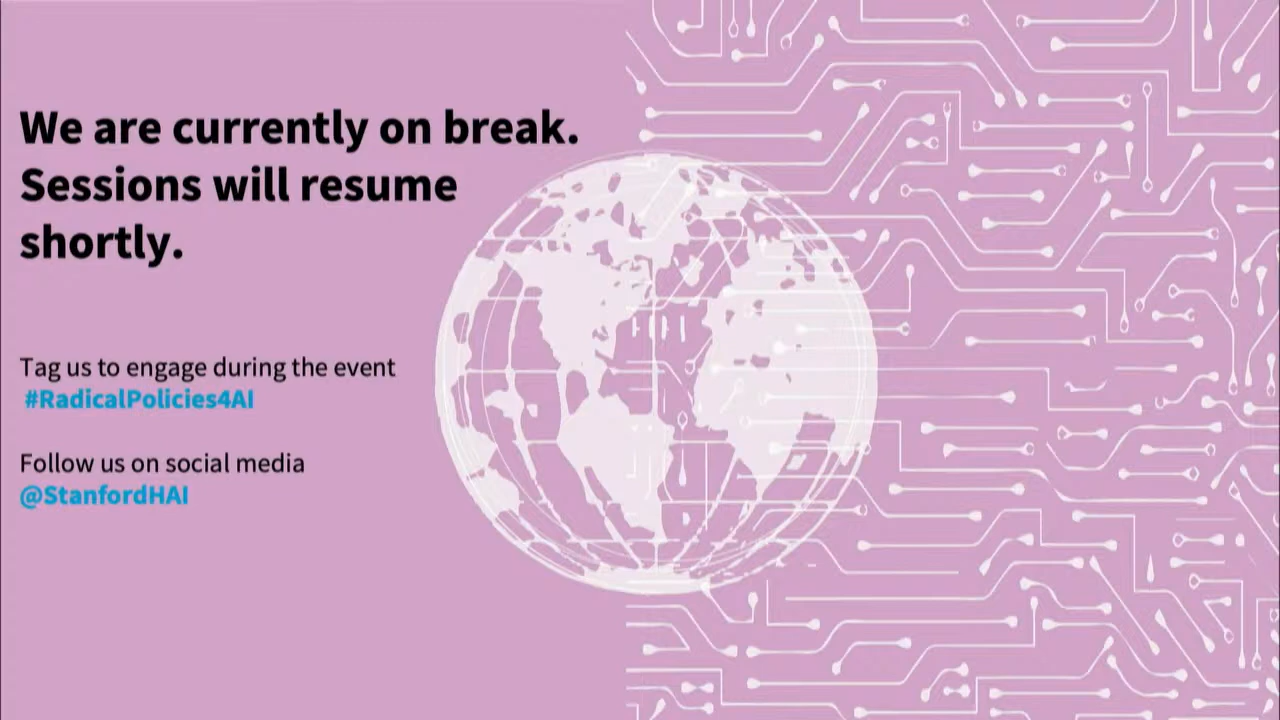 We are currently on break.
Sessions will resume
shortly.
Tag us to engage during the event
#RadicalPolicies4AI
Follow us on social media
@StanfordHAI